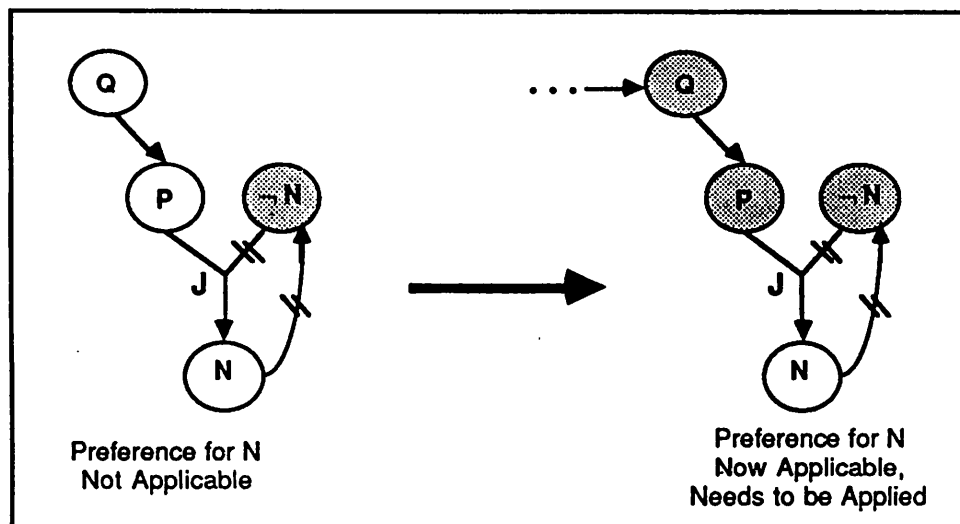 Q
P
¬N
J
N
Preference for N
Not Applicable
. . .
Q
P
¬N
J
N
Preference for N
Now Applicable,
Needs to be Applied